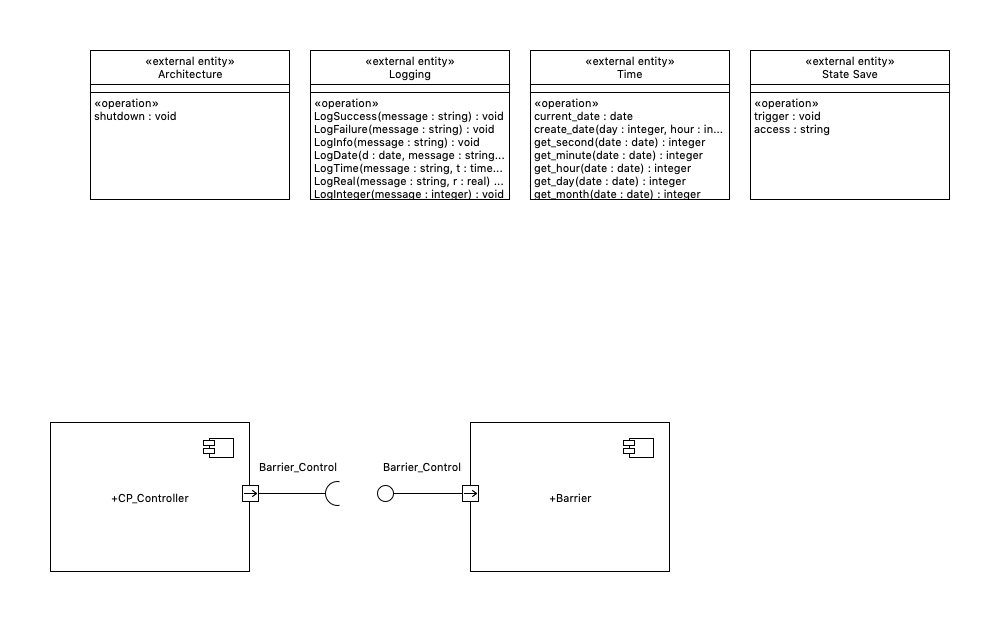 «external entity»
Architecture
«operation»
shutdown : void
«external entity»
Logging
«operation»
LogSuccess(message : string) : void
LogFailure(message : string) : void
LogInfo(message : string) : void
LogDate(d : date, message : string...
LogTime(message : string, t : time...
LogReal(message : string, r : real) ...
LogInteger(message : integer) : void
«external entity»
Time
«operation»
current_date : date
create_date(day : integer, hour : in...
get_second(date : date) : integer
get_minute(date : date) : integer
get_hour(date : date) : integer
get_day(date : date) : integer
get_month(date : date) : integer
«external entity»
State Save
«operation»
trigger : void
access : string
+CP_Controller
Barrier_Control
Barrier_Control
+Barrier